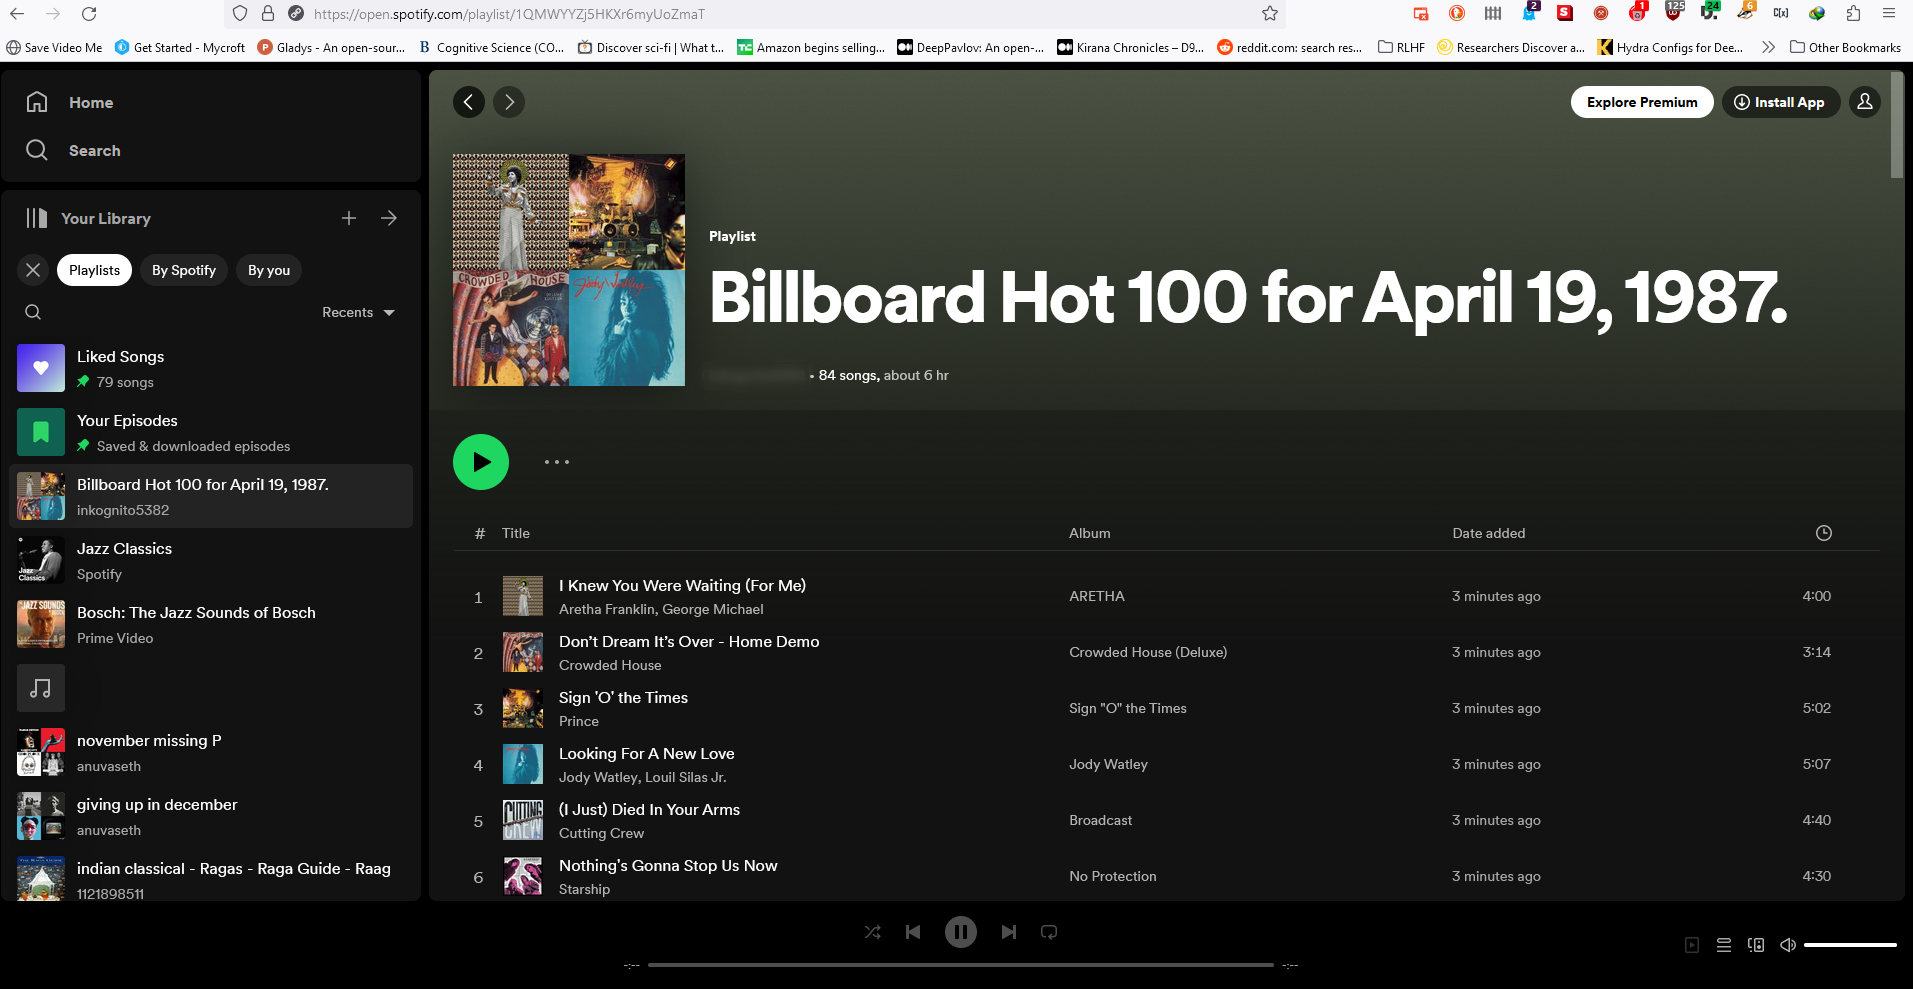 https://open.spotify.com/playlist/1QMWYYZj5HKXr6myUoZmaT
2
S
1
125
24
6
C[x]
Save Video Me
Get Started - Mycroft
Gladys - An open-sour...
Cognitive Science (CO...
Discover sci-fi | What t...
Amazon begins selling...
DeepPavlov: An open-...
Kirana Chronicles – D9...
reddit.com: search res...
RLHF
Researchers Discover a...
Hydra Configs for Dee...
Other Bookmarks
Home
Search
Your Library
Playlists
By Spotify
By you
Recents
Liked Songs
79 songs
Your Episodes
Saved & downloaded episodes
Billboard Hot 100 for April 19, 1987.
inkognito5382
Jazz Classics
Spotify
Bosch: The Jazz Sounds of Bosch
Prime Video
november missing P
anuvaseth
giving up in december
anuvaseth
indian classical - Ragas - Raga Guide - Raag
1121898511
Explore Premium
Install App
CROWDED HOUSE
Jody Watley
Playlist
Billboard Hot 100 for April 19, 1987.
• 84 songs, about 6 hr
# Title Album Date added
1 I Knew You Were Waiting (For Me) ARETHA 3 minutes ago 4:00
Aretha Franklin, George Michael
2 Don’t Dream It’s Over - Home Demo Crowded House (Deluxe) 3 minutes ago 3:14
Crowded House
3 Sign 'O' the Times Sign "O" the Times 3 minutes ago 5:02
Prince
4 Looking For A New Love Jody Watley 3 minutes ago 5:07
Jody Watley, Louil Silas Jr.
5 (I Just) Died In Your Arms Broadcast 3 minutes ago 4:40
Cutting Crew
6 Nothing's Gonna Stop Us Now No Protection 3 minutes ago 4:30
Starship
-:-- -:--